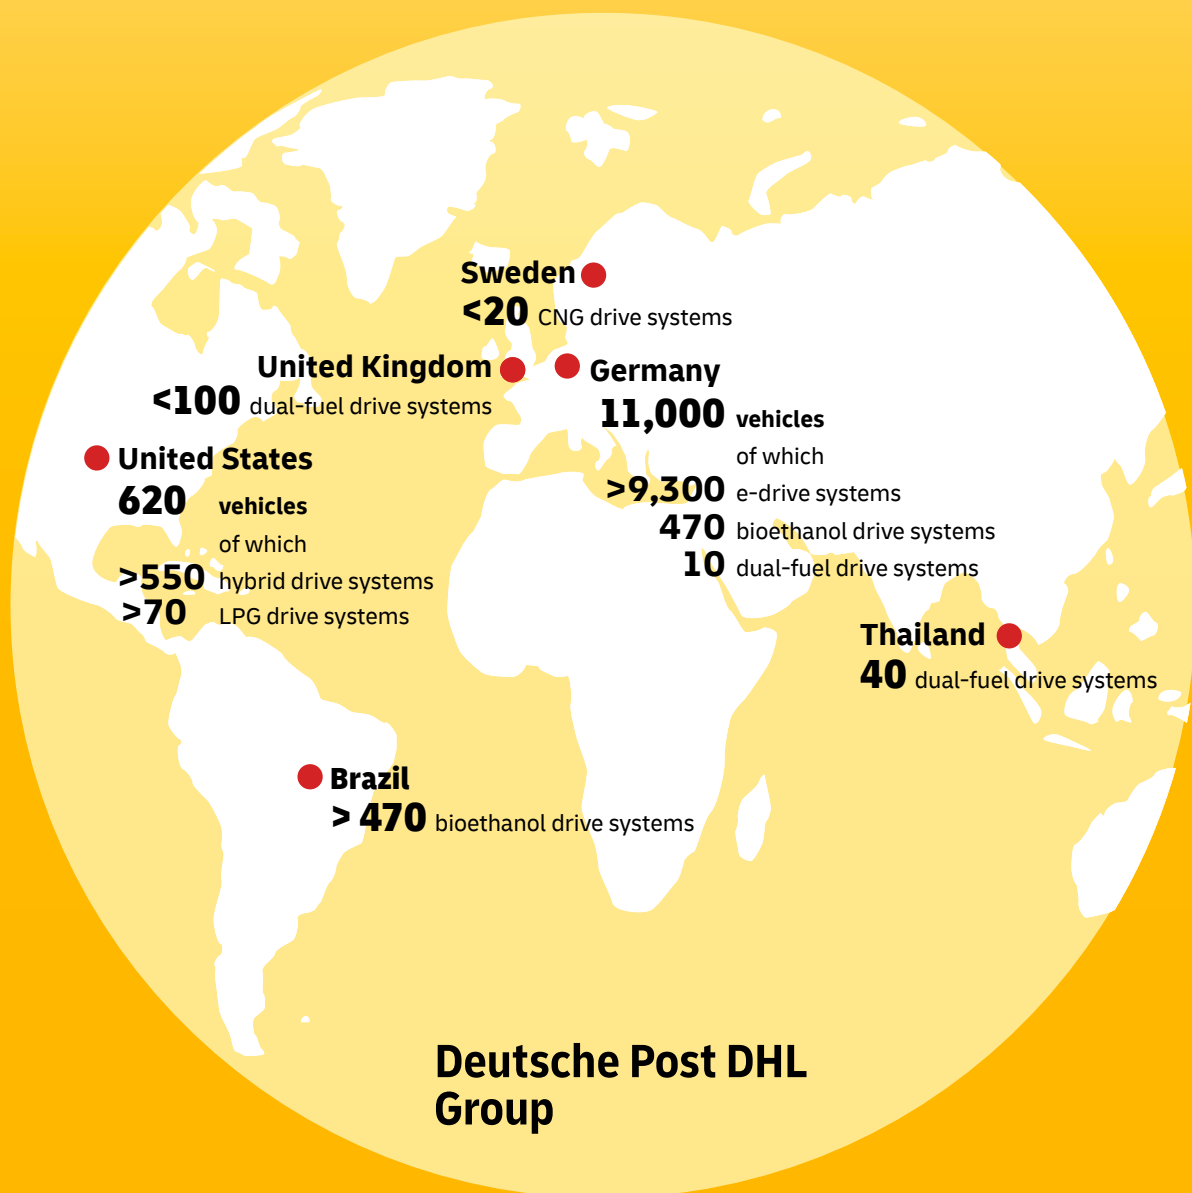 Sweden
<20 CNG drive systems
United Kingdom
<100 dual-fuel drive systems
Germany
11,000 vehicles
of which
>9,300 e-drive systems
470 bioethanol drive systems
10 dual-fuel drive systems
United States
620 vehicles
of which
>550 hybrid drive systems
>70 LPG drive systems
Thailand
40 dual-fuel drive systems
Brazil
> 470 bioethanol drive systems
Deutsche Post DHL
Group